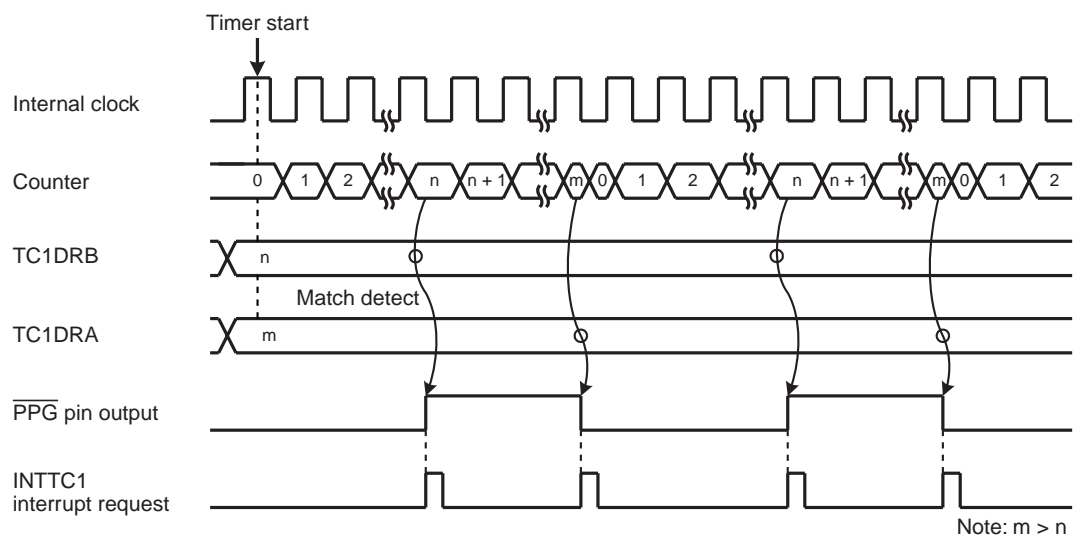 Timer start
Internal clock
Counter 0 1 2 n n + 1 m 0 1 2 n n + 1 m 0 1 2
TC1DRB n
Match detect
TC1DRA m
PPG pin output
INTTC1
interrupt request
Note: m > n